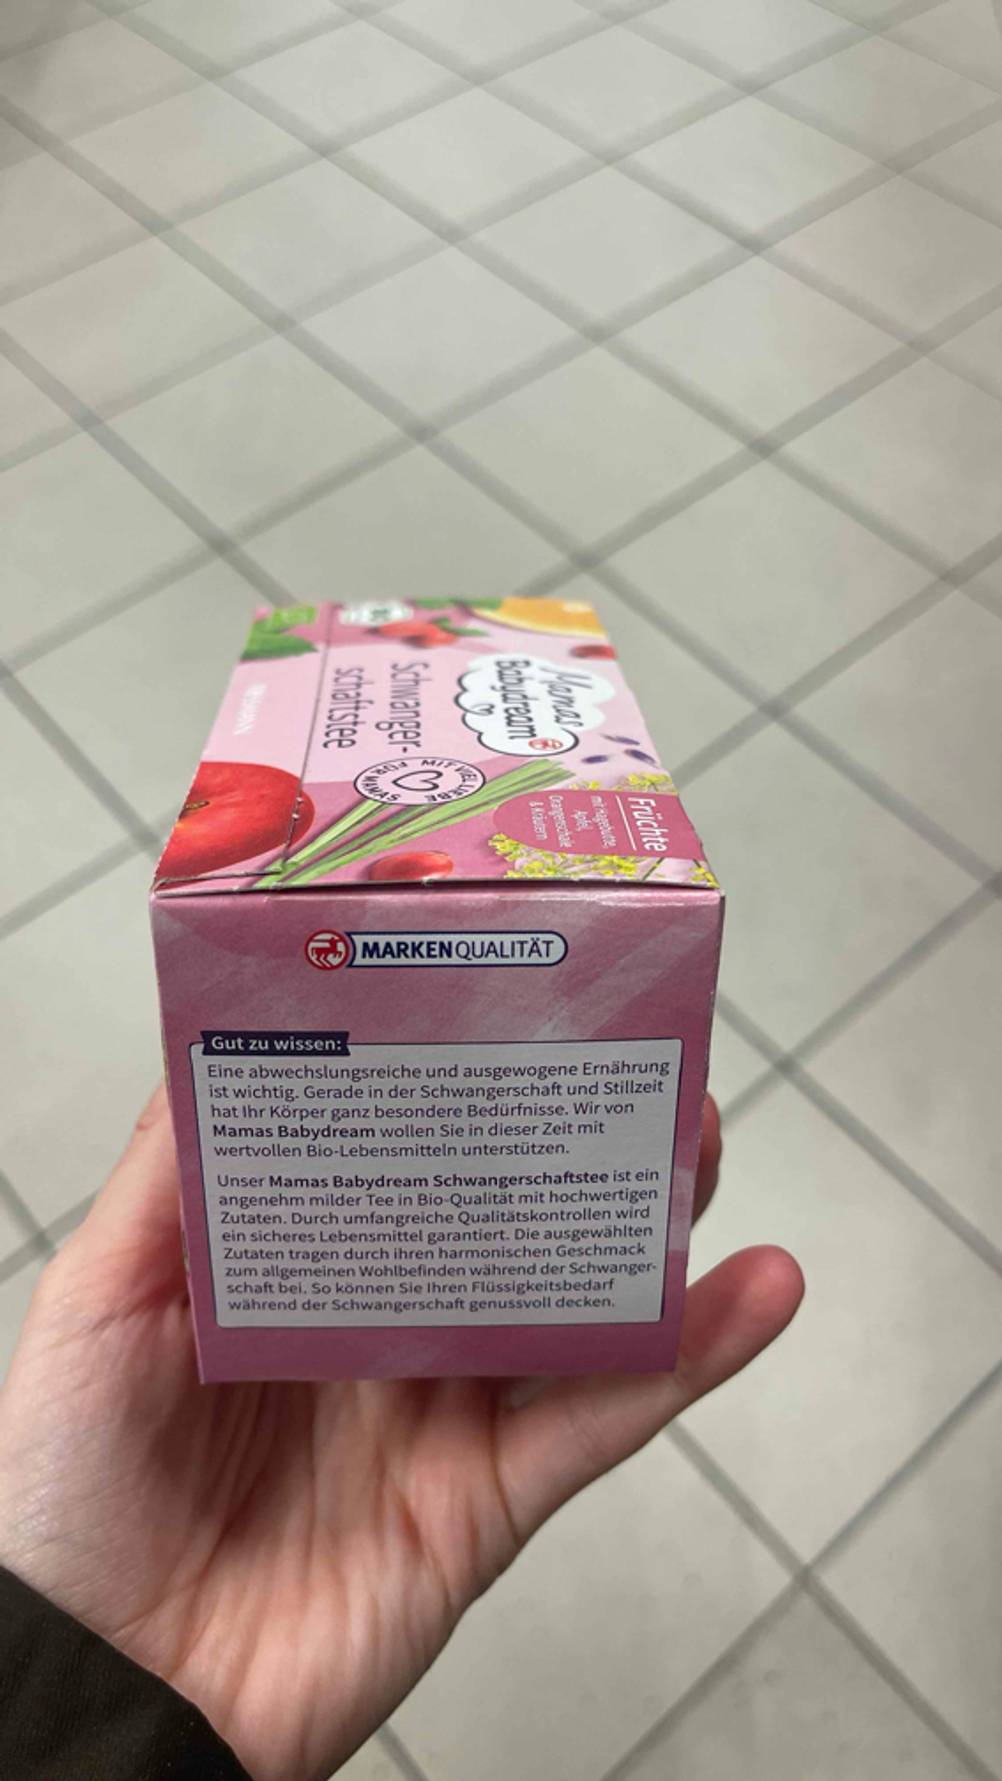 Mamas
Babydream
Schwanger-
schaftstee
MIT VIEL LIEBE
FÜR MAMAS
Früchte
mit Hagebutte,
Apfel,
Orangenschale
& Kräutern
MARKENQUALITÄT
Gut zu wissen:
Eine abwechslungsreiche und ausgewogene Ernährung
ist wichtig. Gerade in der Schwangerschaft und Stillzeit
hat Ihr Körper ganz besondere Bedürfnisse. Wir von
Mamas Babydream wollen Sie in dieser Zeit mit
wertvollen Bio-Lebensmitteln unterstützen.
Unser Mamas Babydream Schwangerschaftstee ist ein
angenehm milder Tee in Bio-Qualität mit hochwertigen
Zutaten. Durch umfangreiche Qualitätskontrollen wird
ein sicheres Lebensmittel garantiert. Die ausgewählten
Zutaten tragen durch ihren harmonischen Geschmack
zum allgemeinen Wohlbefinden während der Schwanger-
schaft bei. So können Sie Ihren Flüssigkeitsbedarf
während der Schwangerschaft genussvoll decken.